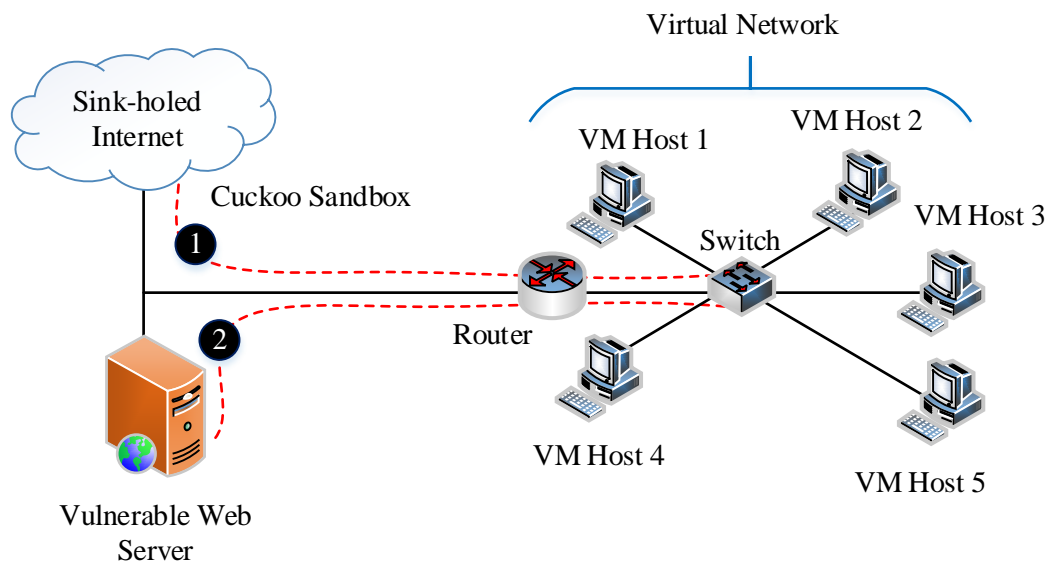 Virtual Network
Sink-holed
Internet
VM Host 1
VM Host 2
Cuckoo Sandbox
VM Host 3
Switch
1
Router
2
VM Host 4
VM Host 5
Vulnerable Web
Server